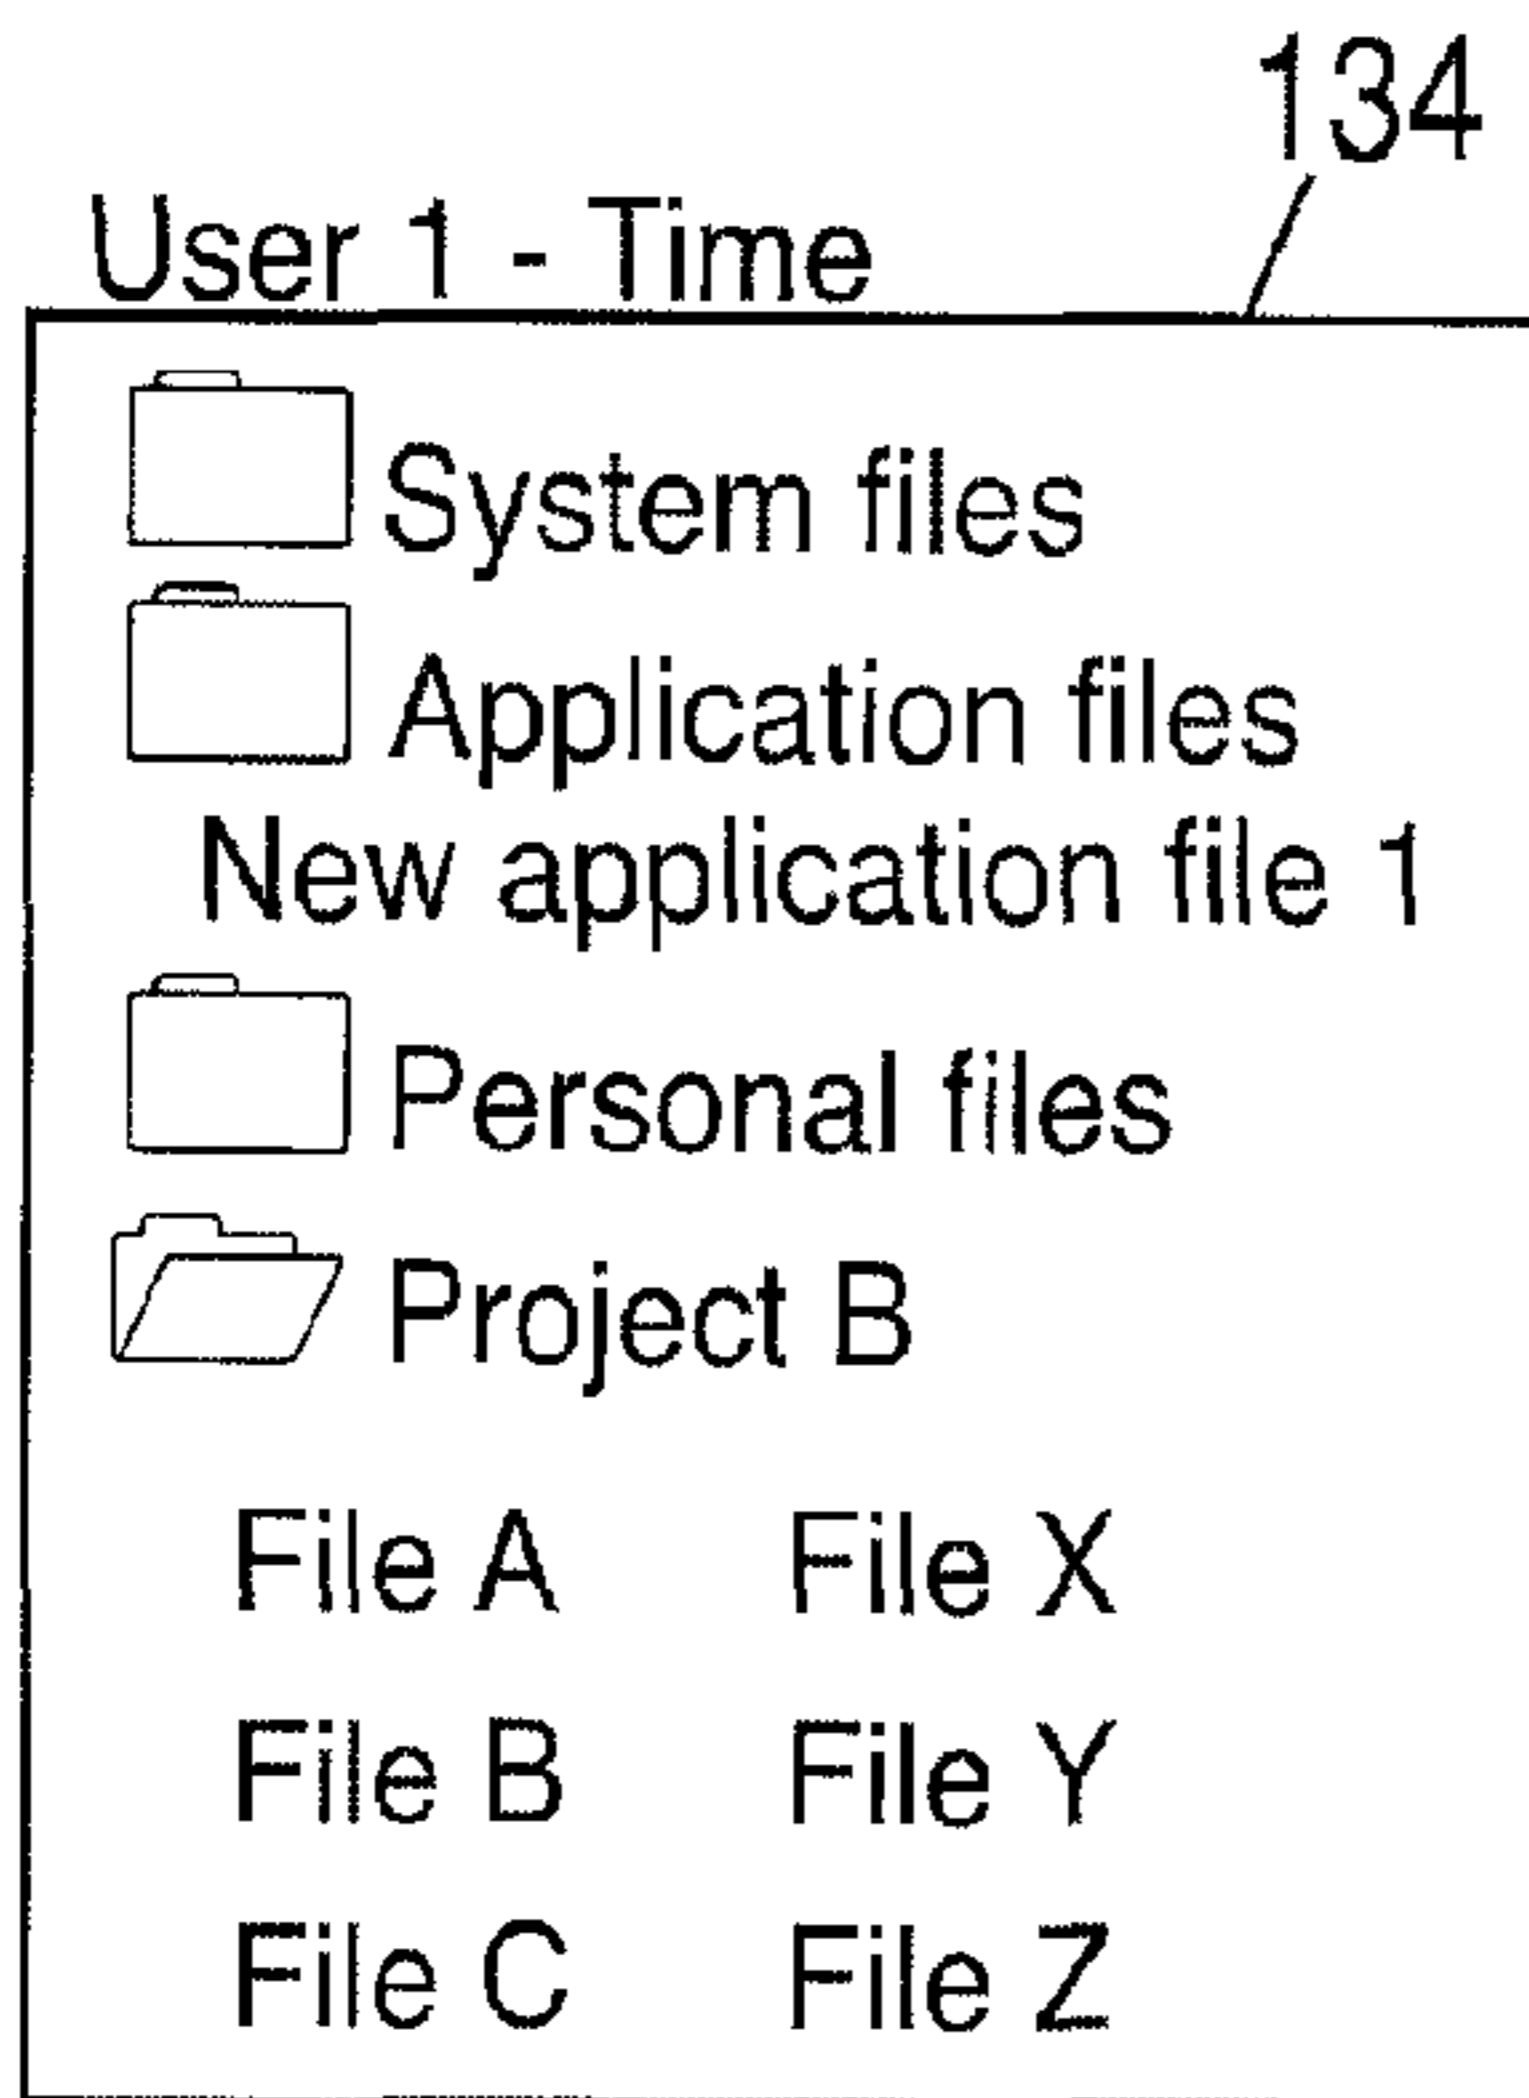 134
User 1 - Time
System files
Application files
New application file 1
Personal files
Project B
File A File X
File B File Y
File C File Z